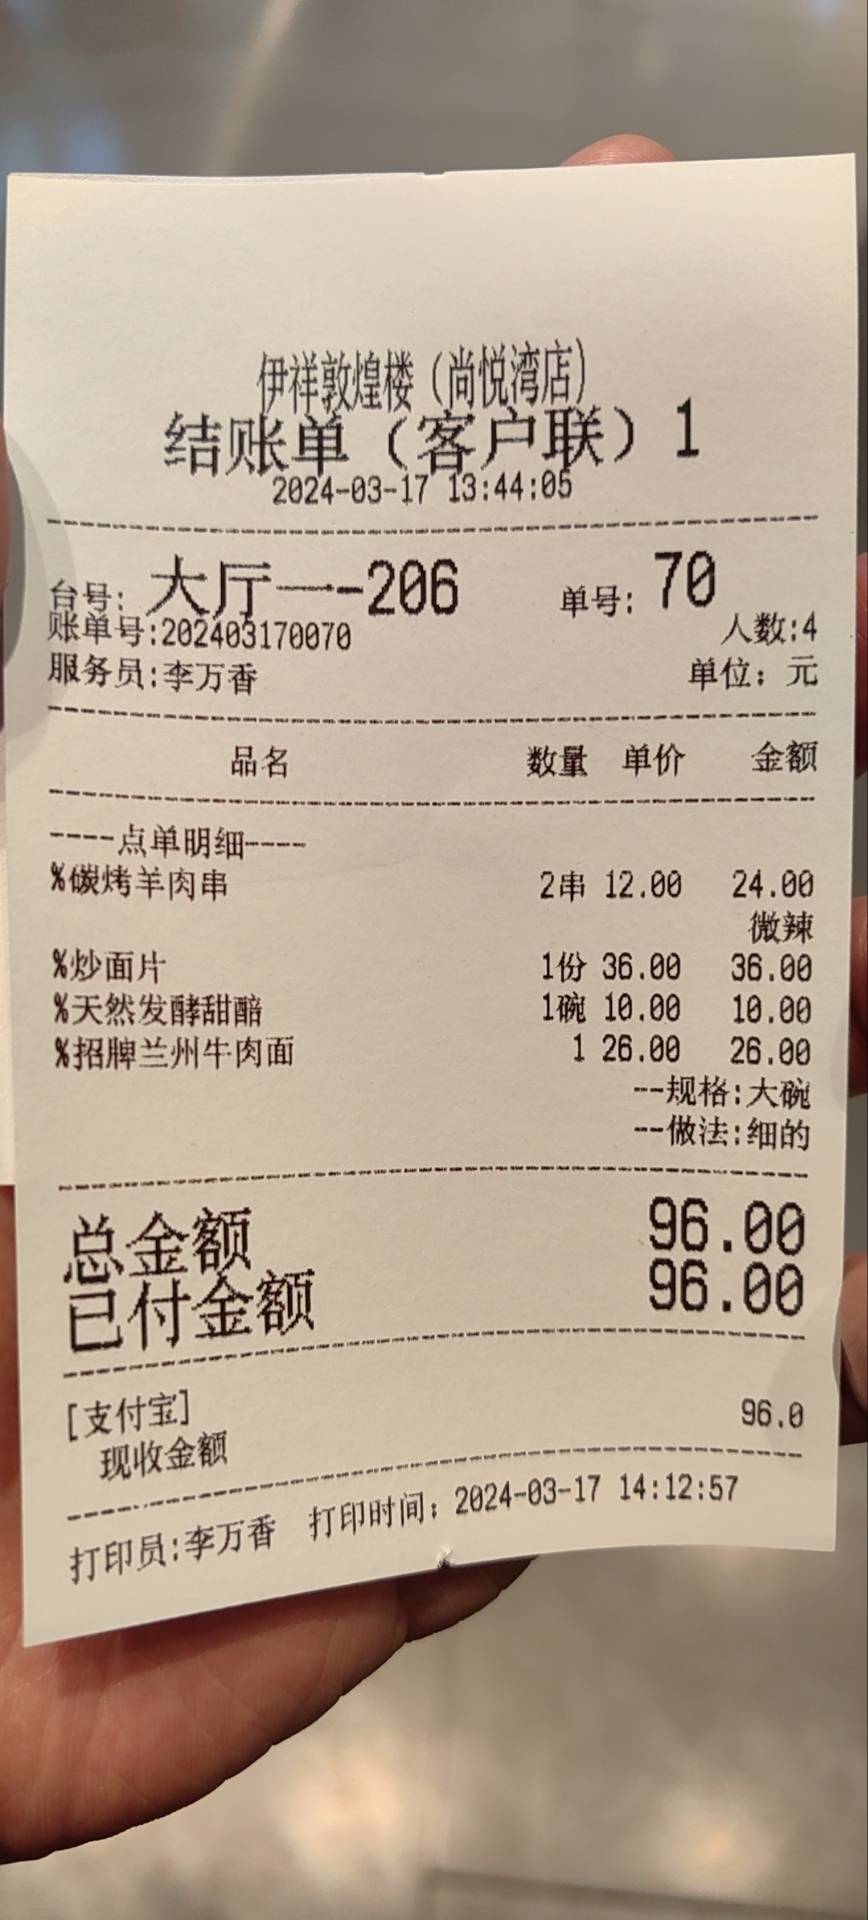 伊祥敦煌楼（尚悦湾店）
结账单（客户联）1
2024-03-17 13:44:05
台号: 大厅一-206 单号: 70
账单号:202403170070 人数:4
服务员:李万香 单位: 元
品名 数量 单价 金额
----点单明细----
%碳烤羊肉串 2串 12.00 24.00
微辣
%炒面片 1份 36.00 36.00
%天然发酵甜醅 1碗 10.00 10.00
%招牌兰州牛肉面 1 26.00 26.00
--规格:大碗
--做法:细的
总金额 96.00
已付金额 96.00
[支付宝] 96.0
现收金额
打印员:李万香 打印时间: 2024-03-17 14:12:57